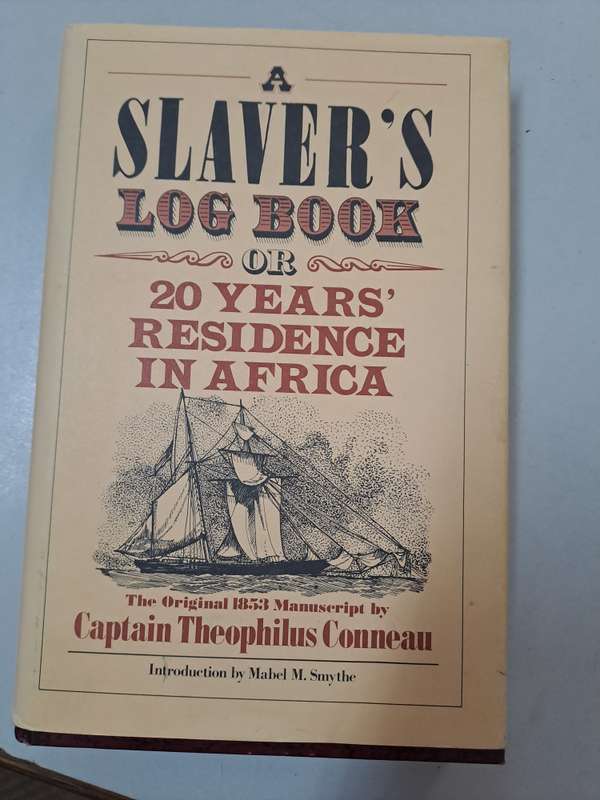 A
SLAVER'S
LOG BOOK
OR
20 YEARS'
RESIDENCE
IN AFRICA
The Original 1853 Manuscript by
Captain Theophilus Conneau
Introduction by Mabel M. Smythe